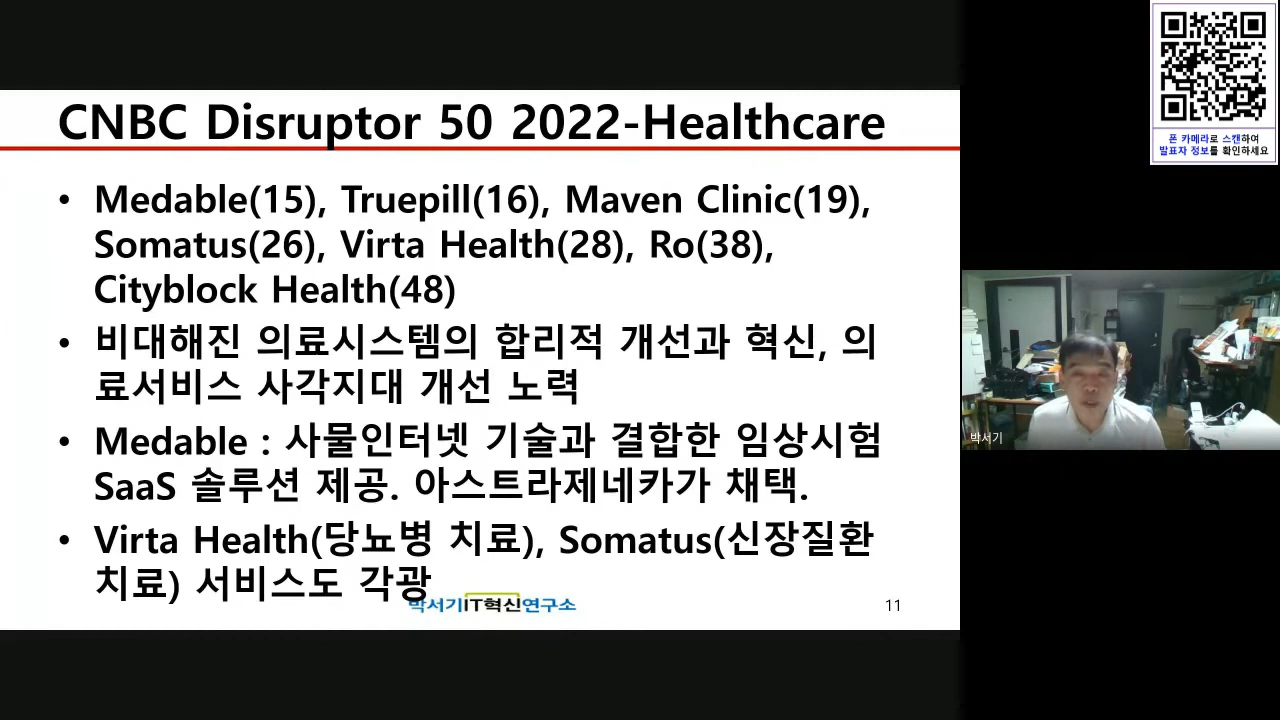 CNBC Disruptor 50 2022-Healthcare
• Medable(15), Truepill(16), Maven Clinic(19),
Somatus(26), Virta Health(28), Ro(38),
Cityblock Health(48)
• 비대해진 의료시스템의 합리적 개선과 혁신, 의
료서비스 사각지대 개선 노력
• Medable : 사물인터넷 기술과 결합한 임상시험
SaaS 솔루션 제공. 아스트라제네카가 채택.
• Virta Health(당뇨병 치료), Somatus(신장질환
치료) 서비스도 각광
박서기IT혁신연구소
11
폰 카메라로 스캔하여
발표자 정보를 확인하세요
박서기